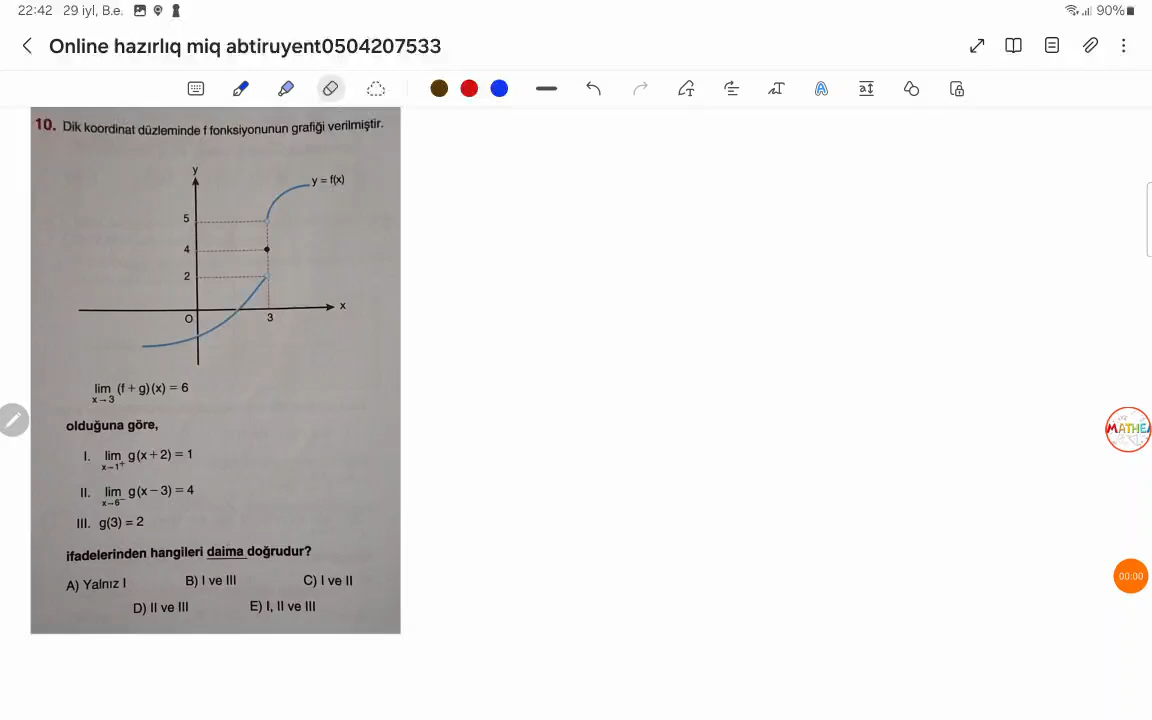 22:42 29 iyl, B.e. 90%
Online hazırlıq miq abtiruyent0504207533
10. Dik koordinat düzleminde f fonksiyonunun grafiği verilmiştir.
y
y = f(x)
5
4
2
O
3
x
lim (f + g)(x) = 6
x→3
olduğuna göre,
I. lim g(x + 2) = 1
x→1⁺
II. lim g(x − 3) = 4
x→6⁻
III. g(3) = 2
ifadelerinden hangileri daima doğrudur?
A) Yalnız I B) I ve III C) I ve II
D) II ve III E) I, II ve III
MATHE
00:00